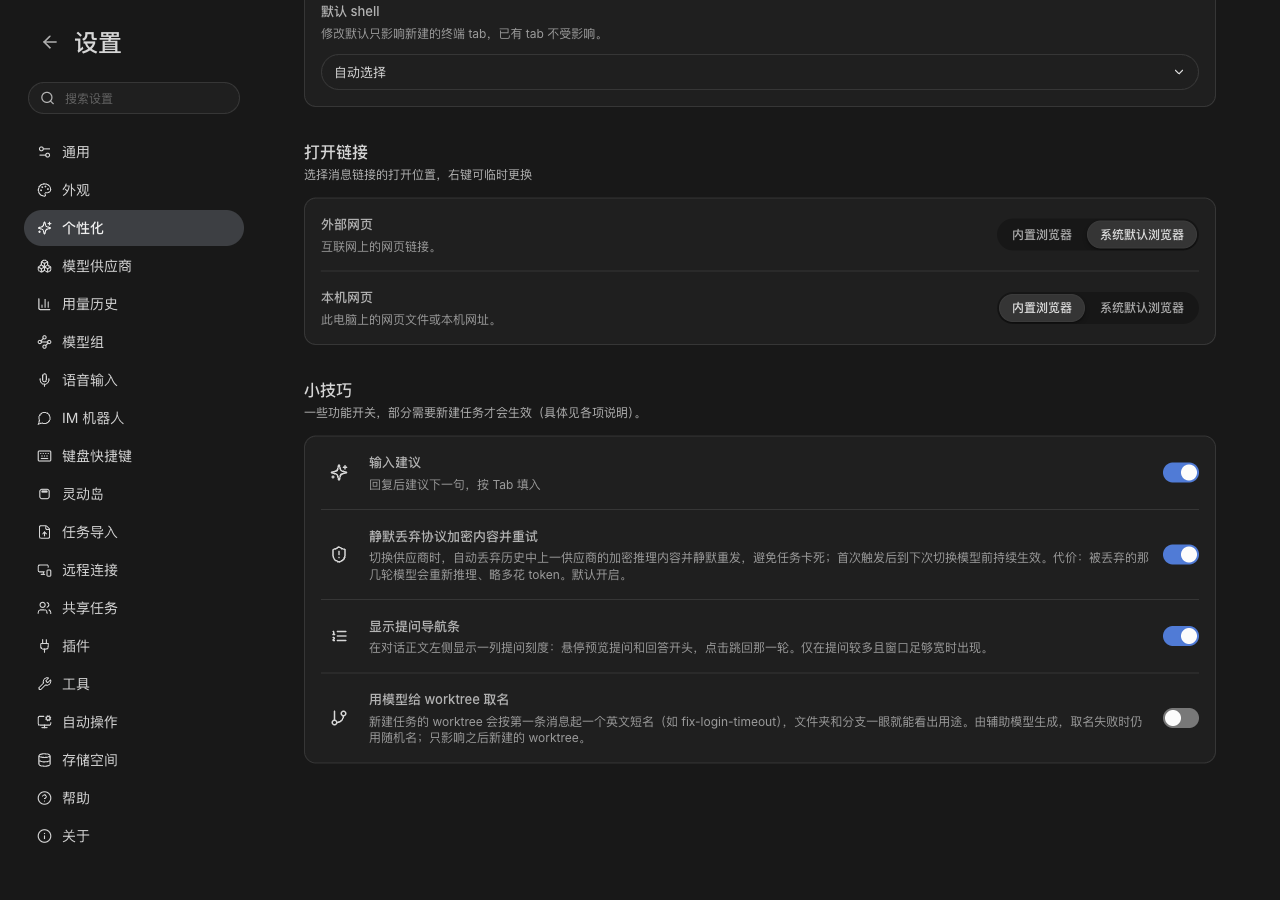 设置
搜索设置
通用
外观
个性化
模型供应商
用量历史
模型组
语音输入
IM 机器人
键盘快捷键
灵动岛
任务导入
远程连接
共享任务
插件
工具
自动操作
存储空间
帮助
关于
默认 shell
修改默认只影响新建的终端 tab，已有 tab 不受影响。
自动选择
打开链接
选择消息链接的打开位置，右键可临时更换
外部网页
互联网上的网页链接。
内置浏览器 系统默认浏览器
本机网页
此电脑上的网页文件或本机网址。
内置浏览器 系统默认浏览器
小技巧
一些功能开关，部分需要新建任务才会生效（具体见各项说明）。
输入建议
回复后建议下一句，按 Tab 填入
静默丢弃协议加密内容并重试
切换供应商时，自动丢弃历史中上一供应商的加密推理内容并静默重发，避免任务卡死；首次触发后到下次切换模型前持续生效。代价：被丢弃的那
几轮模型会重新推理、略多花 token。默认开启。
显示提问导航条
在对话正文左侧显示一列提问刻度：悬停预览提问和回答开头，点击跳回那一轮。仅在提问较多且窗口足够宽时出现。
用模型给 worktree 取名
新建任务的 worktree 会按第一条消息起一个英文短名（如 fix-login-timeout），文件夹和分支一眼就能看出用途。由辅助模型生成，取名失败时仍
用随机名；只影响之后新建的 worktree。